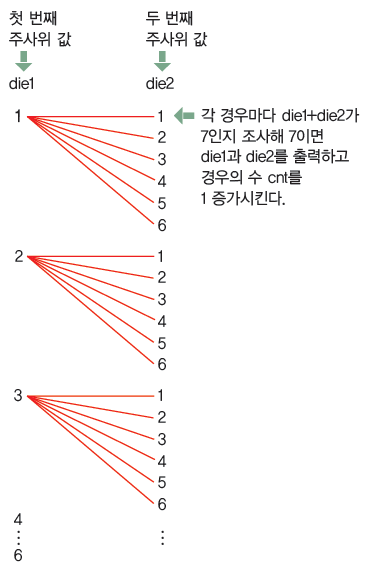 첫 번째
주사위 값
die1
두 번째
주사위 값
die2
1
1
2
3
4
5
6
각 경우마다 die1+die2가
7인지 조사해 7이면
die1과 die2를 출력하고
경우의 수 cnt를
1 증가시킨다.
2
1
2
3
4
5
6
3
1
2
3
4
5
6
4
⋮
6
⋮